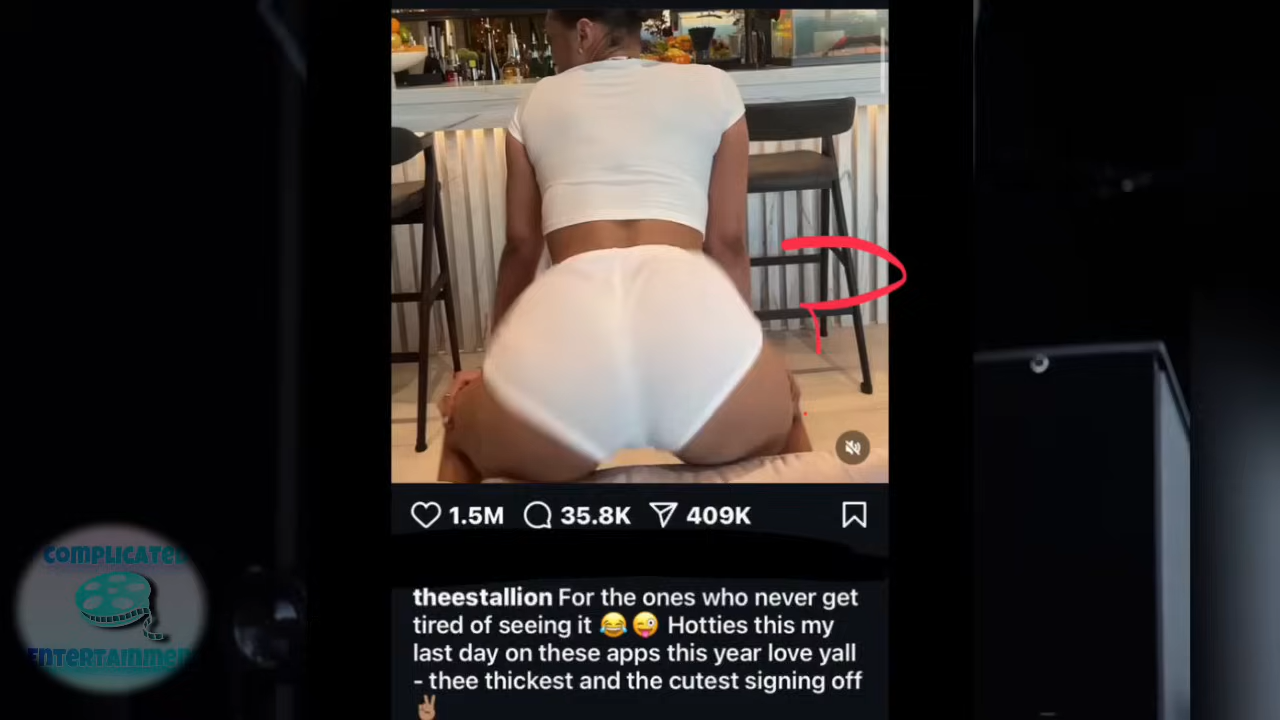 1.5M 35.8K 409K
COMPLICATED
ENTERTAINMENT
theestallion For the ones who never get
tired of seeing it 😂 😜 Hotties this my
last day on these apps this year love yall
- thee thickest and the cutest signing off
✌🏽